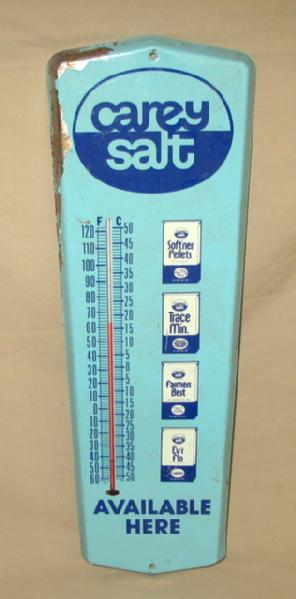 carey
salt
F C
120 50
110 45
100 40
90 35
80 30
70 25
60 20
50 15
40 10
30 5
20 0
10 5
0 10
10 15
20 20
30 25
40 30
50 35
60 40
45
50
Softner
Pellets
Trace
Min.
Farmers
Best
Ev'r
Flo
AVAILABLE
HERE